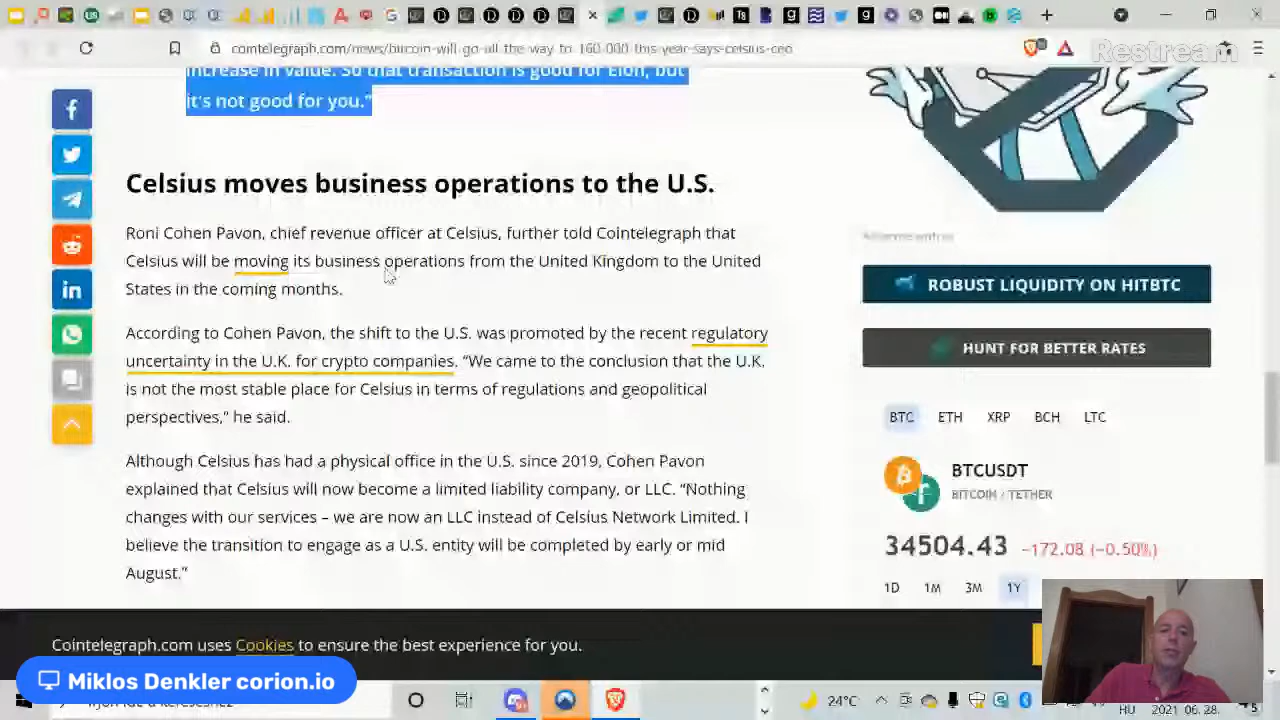 cointelegraph.com/news/bitcoin-will-go-all-the-way-to-160-000-this-year-says-celsius-ceo
Restream
increase in value. So that transaction is good for Elon, but
it's not good for you.”
Celsius moves business operations to the U.S.
Roni Cohen Pavon, chief revenue officer at Celsius, further told Cointelegraph that
Celsius will be moving its business operations from the United Kingdom to the United
States in the coming months.
According to Cohen Pavon, the shift to the U.S. was promoted by the recent regulatory
uncertainty in the U.K. for crypto companies. “We came to the conclusion that the U.K.
is not the most stable place for Celsius in terms of regulations and geopolitical
perspectives,” he said.
Although Celsius has had a physical office in the U.S. since 2019, Cohen Pavon
explained that Celsius will now become a limited liability company, or LLC. “Nothing
changes with our services – we are now an LLC instead of Celsius Network Limited. I
believe the transition to engage as a U.S. entity will be completed by early or mid
August.”
Advertise with us
ROBUST LIQUIDITY ON HITBTC
HUNT FOR BETTER RATES
BTC ETH XRP BCH LTC
BTCUSDT
BITCOIN / TETHER
34504.43 −172.08 (−0.50%)
1D 1M 3M 1Y
Cointelegraph.com uses Cookies to ensure the best experience for you.
Miklos Denkler corion.io
24°C
HU 2021. 06. 28.